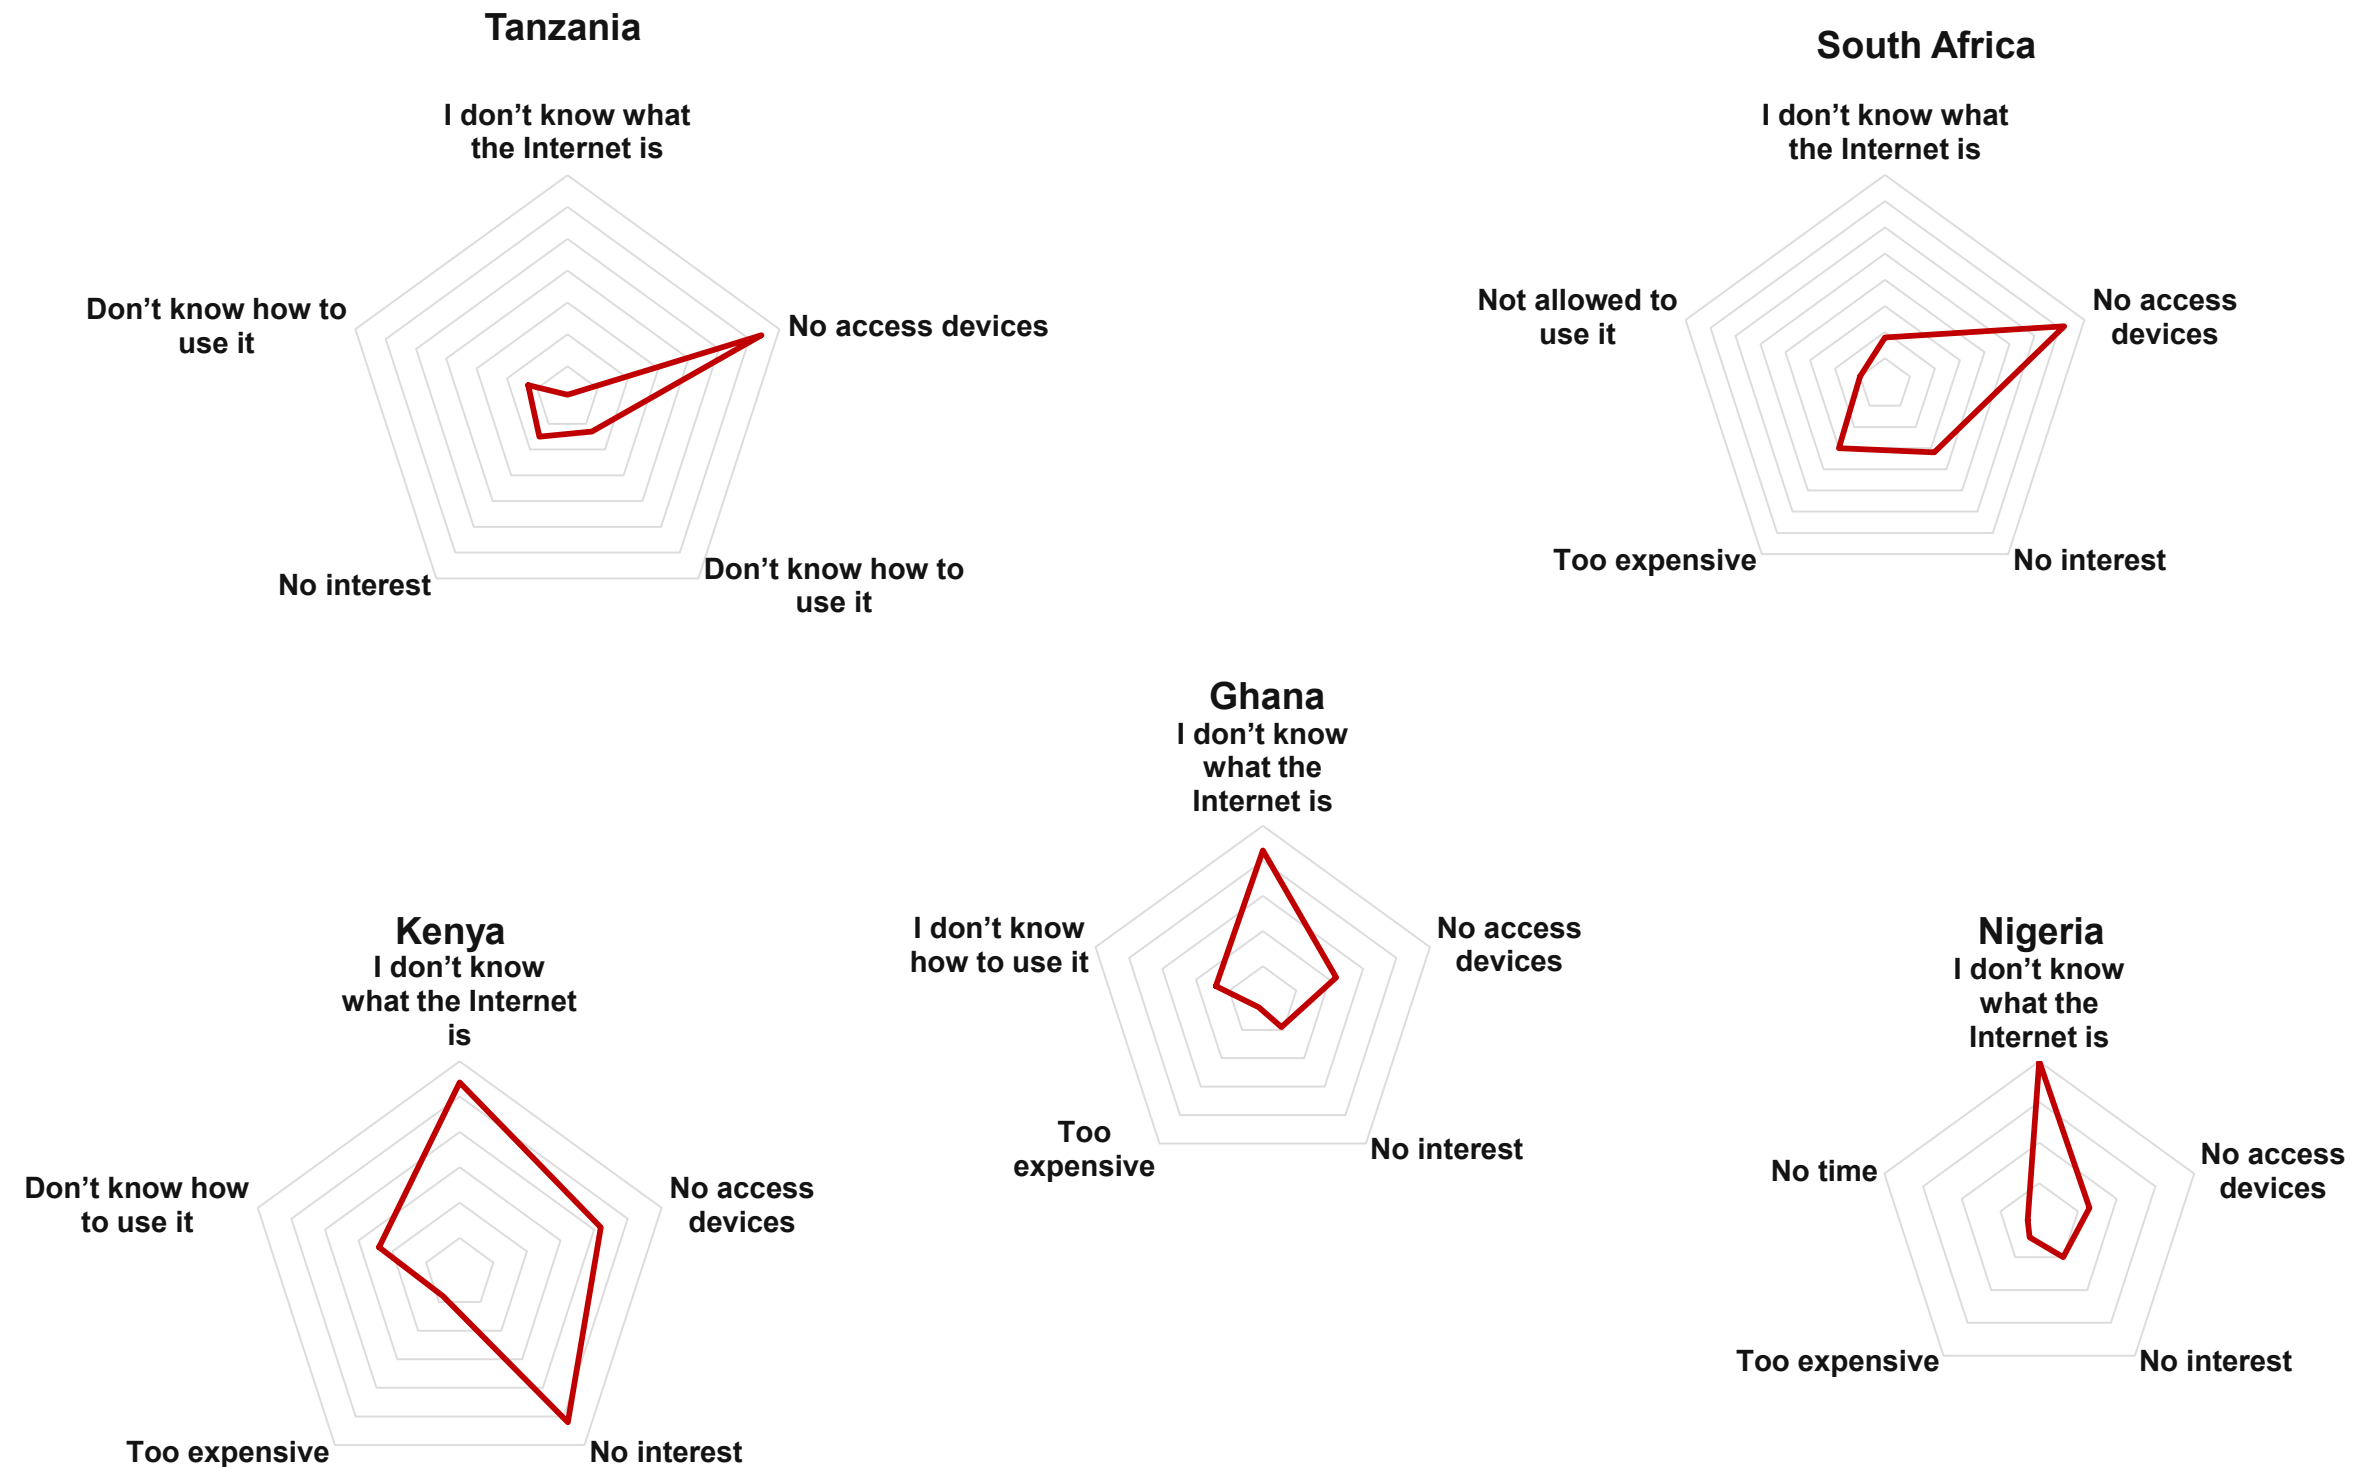 Tanzania
I don’t know what
the Internet is
Don’t know how to
use it
No access devices
No interest
Don’t know how to
use it
South Africa
I don’t know what
the Internet is
Not allowed to
use it
No access
devices
Too expensive
No interest
Ghana
I don’t know
what the
Internet is
I don’t know
how to use it
No access
devices
Too
expensive
No interest
Kenya
I don’t know
what the Internet
is
Don’t know how
to use it
No access
devices
Too expensive
No interest
Nigeria
I don’t know
what the
Internet is
No time
No access
devices
Too expensive
No interest